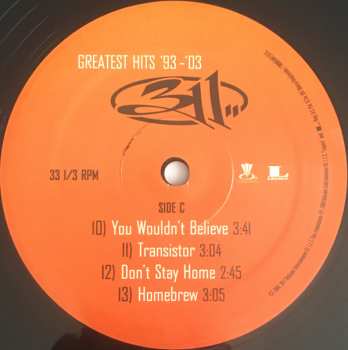 GREATEST HITS '93 -'03
311
33 1/3 RPM
SIDE C
10) You Wouldn't Believe 3:41
11) Transistor 3:04
12) Don't Stay Home 2:45
13) Homebrew 3:05